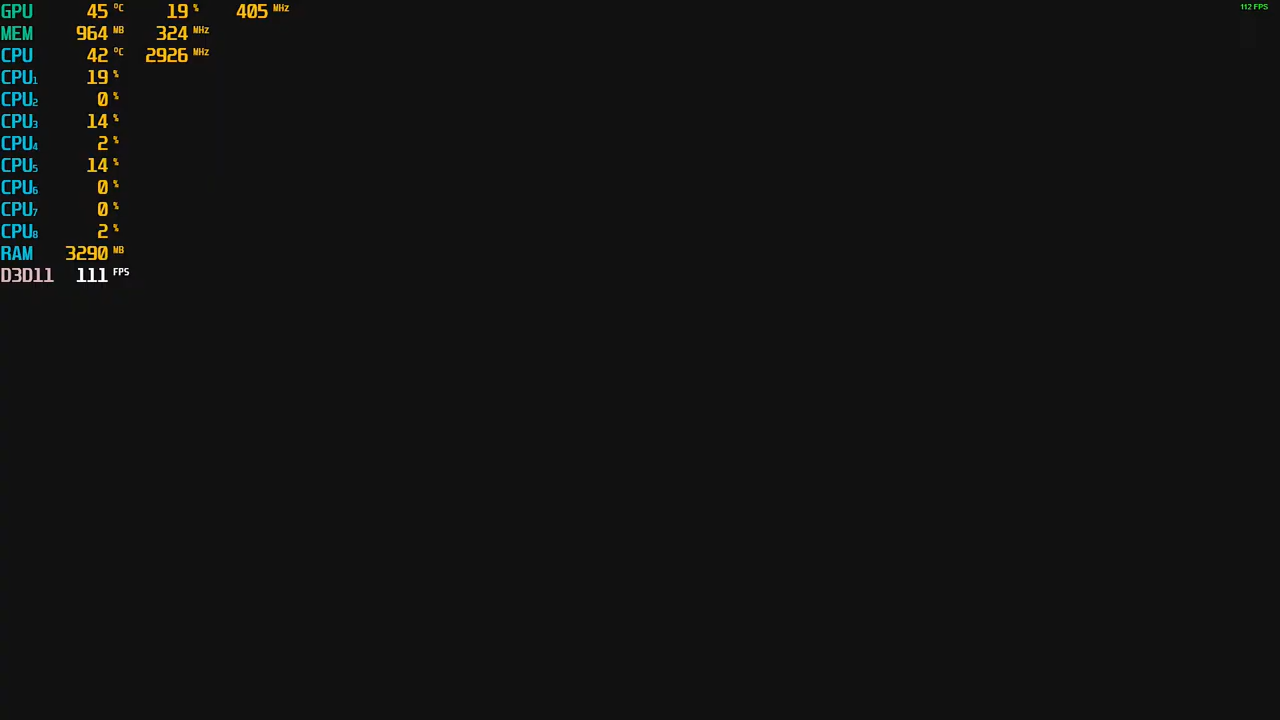 GPU 45 °C 19 % 405 MHz
112 FPS
MEM 964 MB 324 MHz
CPU 42 °C 2926 MHz
CPU1 19 %
CPU2 0 %
CPU3 14 %
CPU4 2 %
CPU5 14 %
CPU6 0 %
CPU7 0 %
CPU8 2 %
RAM 3290 MB
D3D11 111 FPS